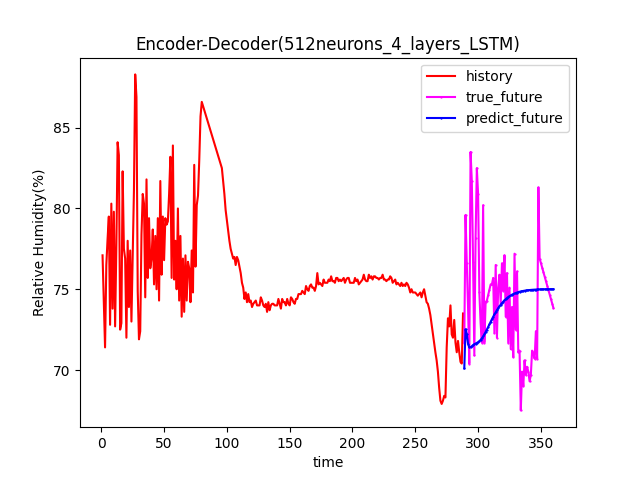 Encoder-Decoder(512neurons_4_layers_LSTM)
history
true_future
predict_future
Relative Humidity(%)
85
80
75
70
0 50 100 150 200 250 300 350
time